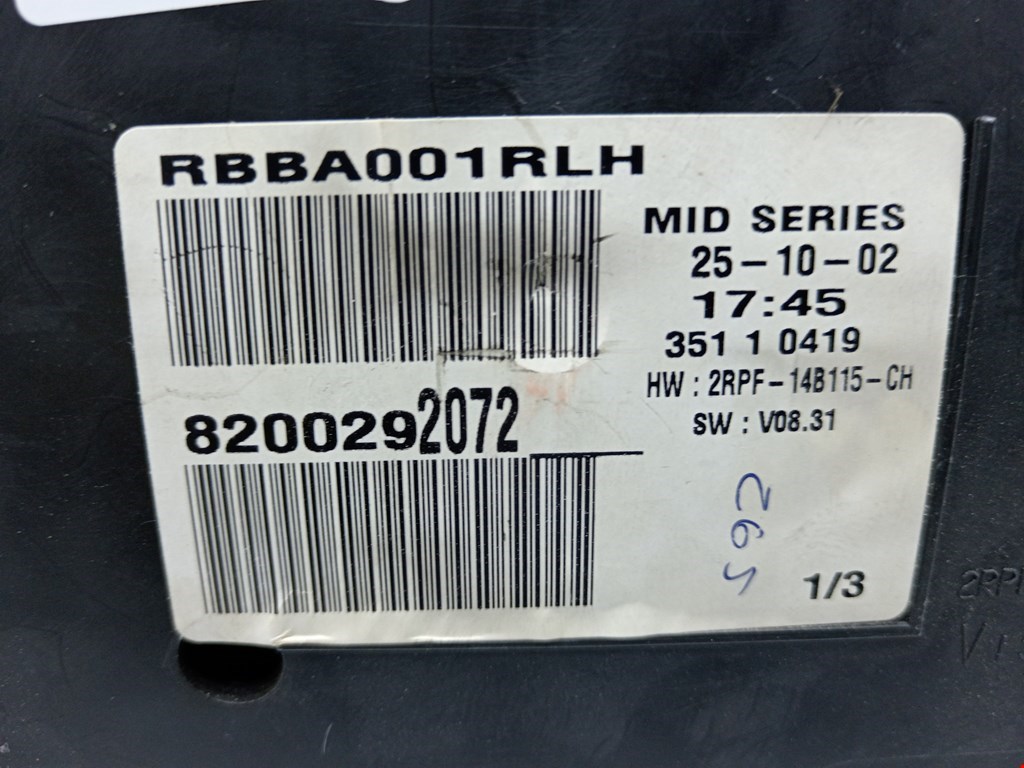 RBBA001RLH
MID SERIES
25-10-02
17:45
351 1 0419
HW : 2RPF-14B115-CH
SW : V08.31
8200292072
1/3